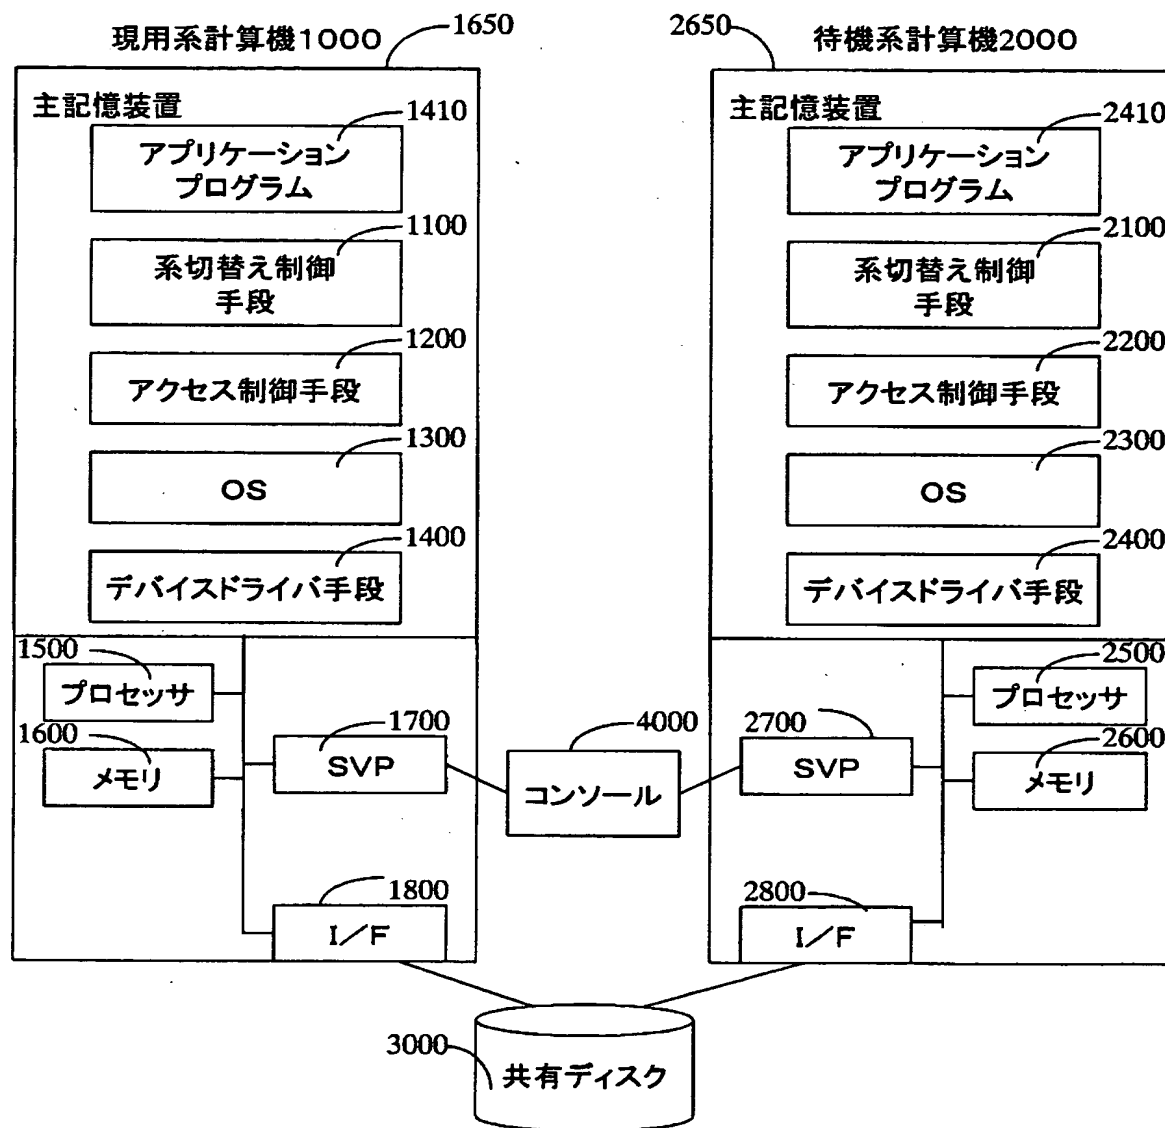 現用系計算機1000
1650
主記憶装置
1410
アプリケーション
プログラム
1100
系切替え制御
手段
1200
アクセス制御手段
1300
OS
1400
デバイスドライバ手段
1500
プロセッサ
1600
メモリ
1700
SVP
1800
I/F
4000
コンソール
2650
待機系計算機2000
主記憶装置
2410
アプリケーション
プログラム
2100
系切替え制御
手段
2200
アクセス制御手段
2300
OS
2400
デバイスドライバ手段
2500
プロセッサ
2700
SVP
2600
メモリ
2800
I/F
3000
共有ディスク